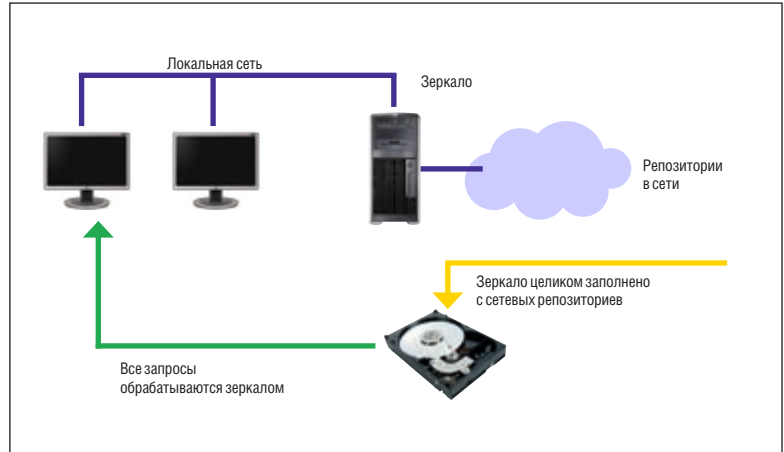 Локальная сеть
Зеркало
Репозитории
в сети
Зеркало целиком заполнено
с сетевых репозиториев
Все запросы
обрабатываются зеркалом